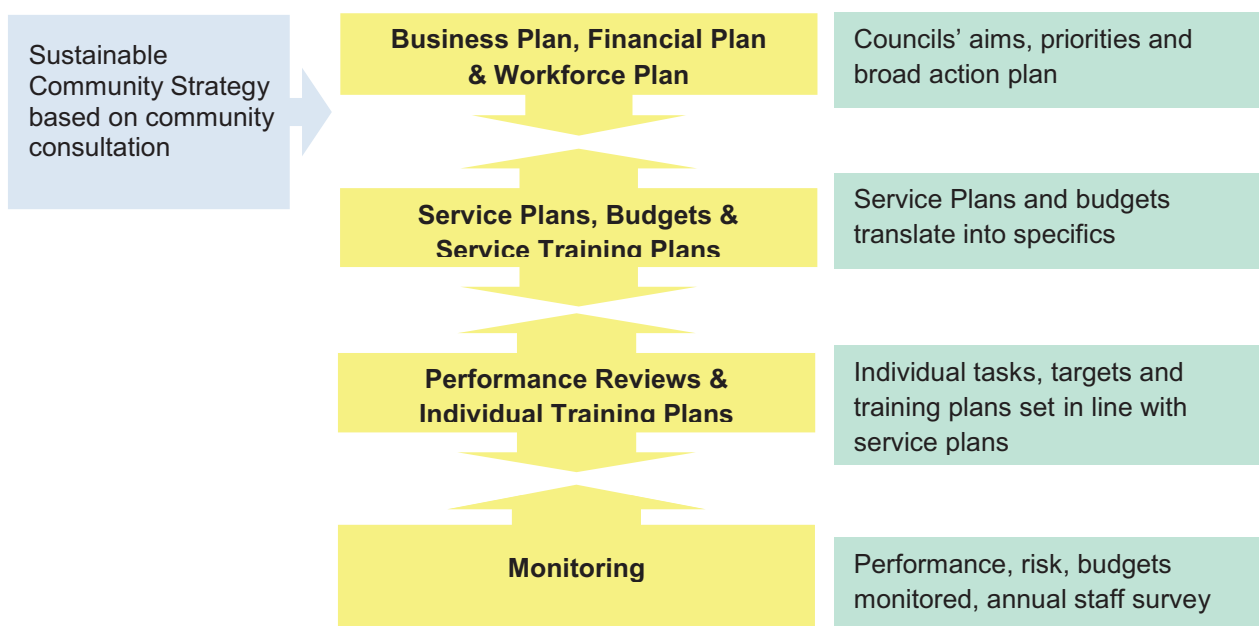 Sustainable
Community Strategy
based on community
consultation
Business Plan, Financial Plan
& Workforce Plan
Councils’ aims, priorities and
broad action plan
Service Plans, Budgets &
Service Training Plans
Service Plans and budgets
translate into specifics
Performance Reviews &
Individual Training Plans
Individual tasks, targets and
training plans set in line with
service plans
Monitoring
Performance, risk, budgets
monitored, annual staff survey